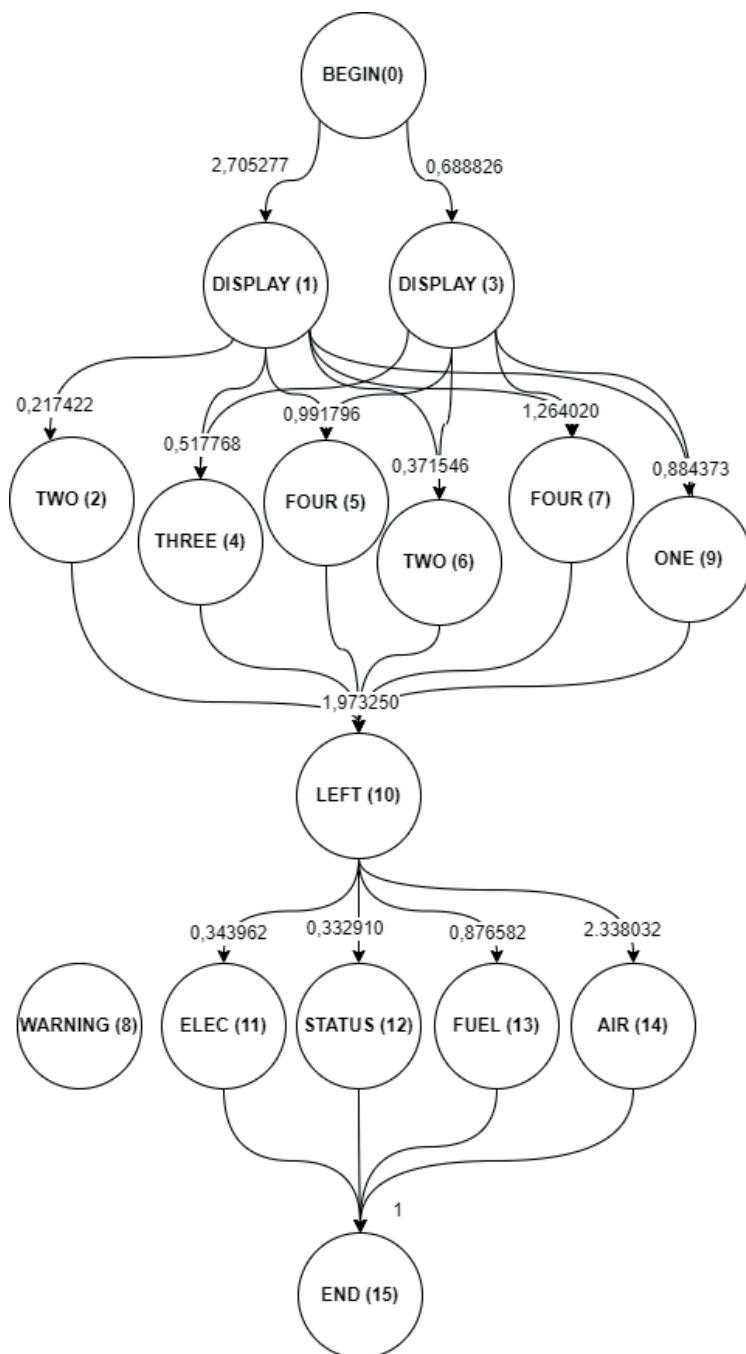 BEGIN(0)
2,705277
0,688826
DISPLAY (1)
DISPLAY (3)
0,217422
0,517768
0,991796
0,371546
1,264020
0,884373
TWO (2)
THREE (4)
FOUR (5)
TWO (6)
FOUR (7)
ONE (9)
1,973250
LEFT (10)
0,343962
0,332910
0,876582
2.338032
WARNING (8)
ELEC (11)
STATUS (12)
FUEL (13)
AIR (14)
1
END (15)